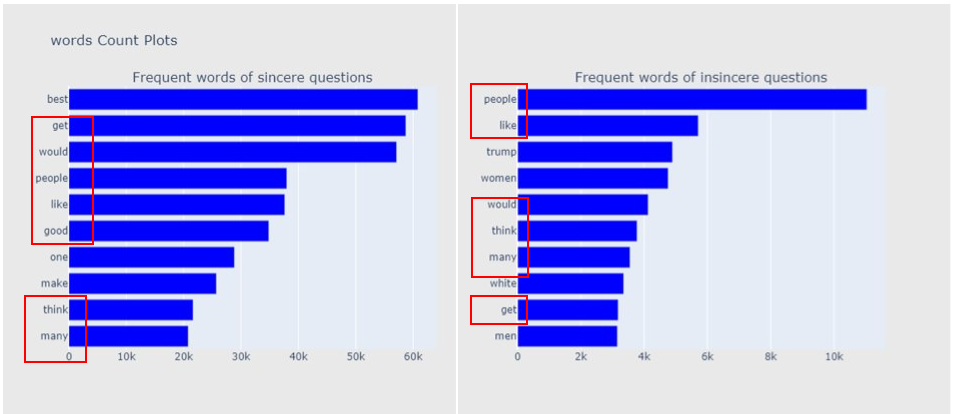 words Count Plots
Frequent words of sincere questions
best
get
would
people
like
good
one
make
think
many
0 10k 20k 30k 40k 50k 60k
Frequent words of insincere questions
people
like
trump
women
would
think
many
white
get
men
0 2k 4k 6k 8k 10k